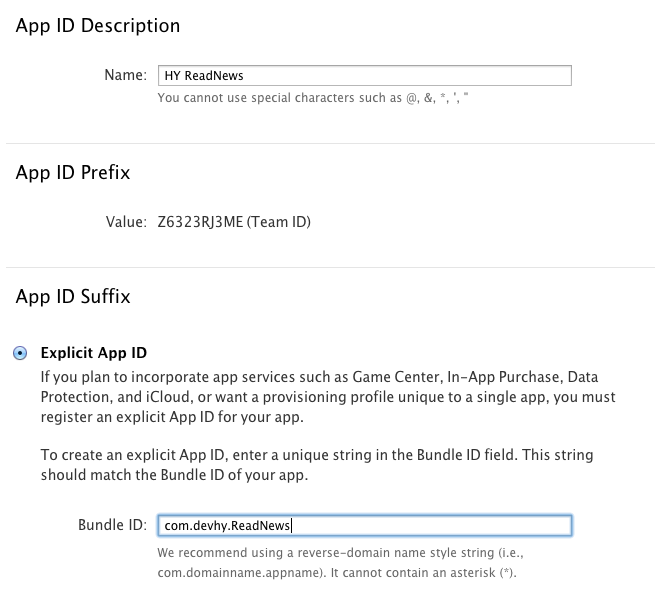 App ID Description
Name: HY ReadNews
You cannot use special characters such as @, &, *, ', "
App ID Prefix
Value: Z6323RJ3ME (Team ID)
App ID Suffix
Explicit App ID
If you plan to incorporate app services such as Game Center, In-App Purchase, Data
Protection, and iCloud, or want a provisioning profile unique to a single app, you must
register an explicit App ID for your app.
To create an explicit App ID, enter a unique string in the Bundle ID field. This string
should match the Bundle ID of your app.
Bundle ID: com.devhy.ReadNews
We recommend using a reverse-domain name style string (i.e.,
com.domainname.appname). It cannot contain an asterisk (*).